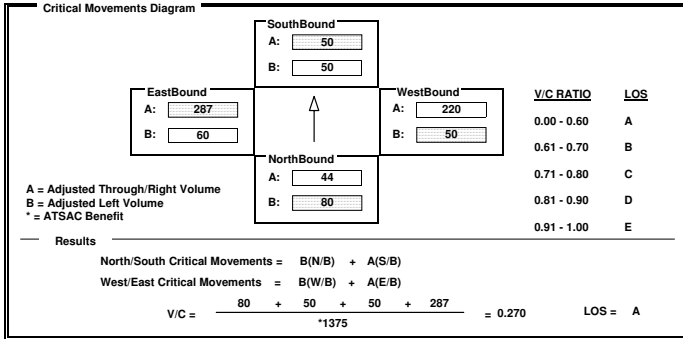 Critical Movements Diagram
SouthBound
A: 50
B: 50
EastBound
A: 287
B: 60
WestBound
A: 220
B: 50
NorthBound
A: 44
B: 80
V/C RATIO LOS
0.00 - 0.60 A
0.61 - 0.70 B
0.71 - 0.80 C
0.81 - 0.90 D
0.91 - 1.00 E
A = Adjusted Through/Right Volume
B = Adjusted Left Volume
* = ATSAC Benefit
Results
North/South Critical Movements = B(N/B) + A(S/B)
West/East Critical Movements = B(W/B) + A(E/B)
V/C = 80 + 50 + 50 + 287 = 0.270 LOS = A
*1375